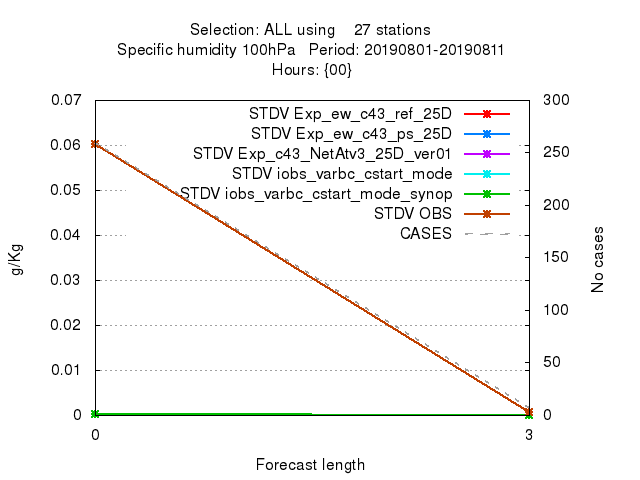 Selection: ALL using    27 stations
Specific humidity 100hPa   Period: 20190801-20190811
Hours: {00}
0.07
0.06
0.05
0.04
0.03
0.02
0.01
0
g/Kg
STDV Exp_ew_c43_ref_25D
STDV Exp_ew_c43_ps_25D
STDV Exp_c43_NetAtv3_25D_ver01
STDV iobs_varbc_cstart_mode
STDV iobs_varbc_cstart_mode_synop
STDV OBS
CASES
300
250
200
150
100
50
0
No cases
0
3
Forecast length